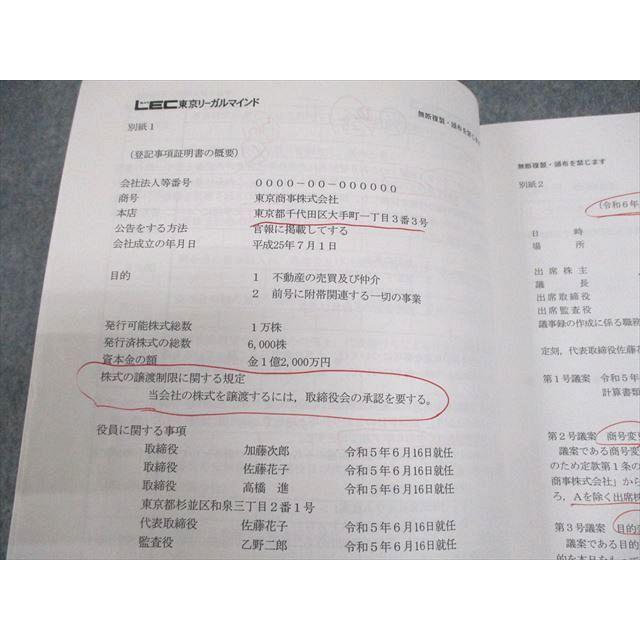 LEC東京リーガルマインド
無断複製・頒布を禁じます
別紙1
(登記事項証明書の概要)
会社法人等番号 0000-00-000000
商号 東京商事株式会社
本店 東京都千代田区大手町一丁目3番3号
公告をする方法 官報に掲載してする
会社成立の年月日 平成25年7月1日
目的 1 不動産の売買及び仲介
2 前号に附帯関連する一切の事業
発行可能株式総数 1万株
発行済株式の総数 6,000株
資本金の額 金1億2,000万円
株式の譲渡制限に関する規定
当会社の株式を譲渡するには,取締役会の承認を要する。
役員に関する事項
取締役 加藤次郎 令和5年6月16日就任
取締役 佐藤花子 令和5年6月16日就任
取締役 高橋 進 令和5年6月16日就任
東京都杉並区和泉三丁目2番1号
代表取締役 佐藤花子 令和5年6月16日就任
監査役 乙野二郎 令和5年6月16日就任
無断複製・頒布を禁じます
別紙2
(令和6年
日 時
場 所
出席株主
議 長
出席取締役
出席監査役
議事録の作成に係る職務
定刻,代表取締役佐藤花
第1号議案 令和5年
計算書類
第2号議案 商号変更
議案である商号変
のため定款第1条の
商事株式会社」から
ろ,Aを除く出席株
第3号議案 目的変
議案である目的